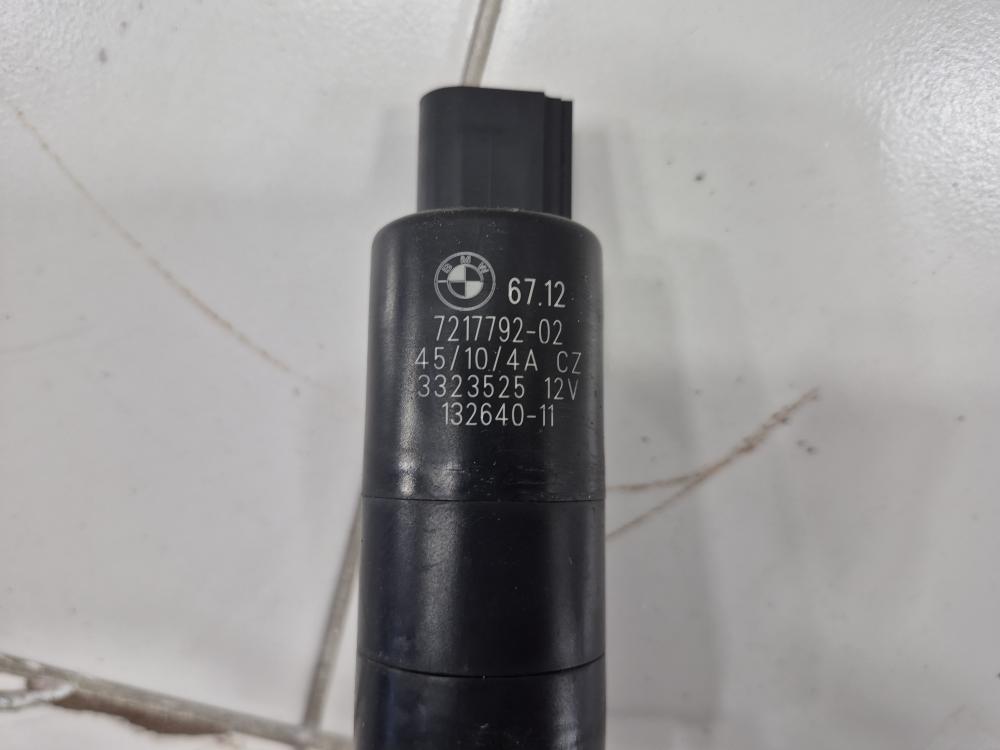 BMW 67.12
7217792-02
45/10/4A CZ
3323525 12V
132640-11